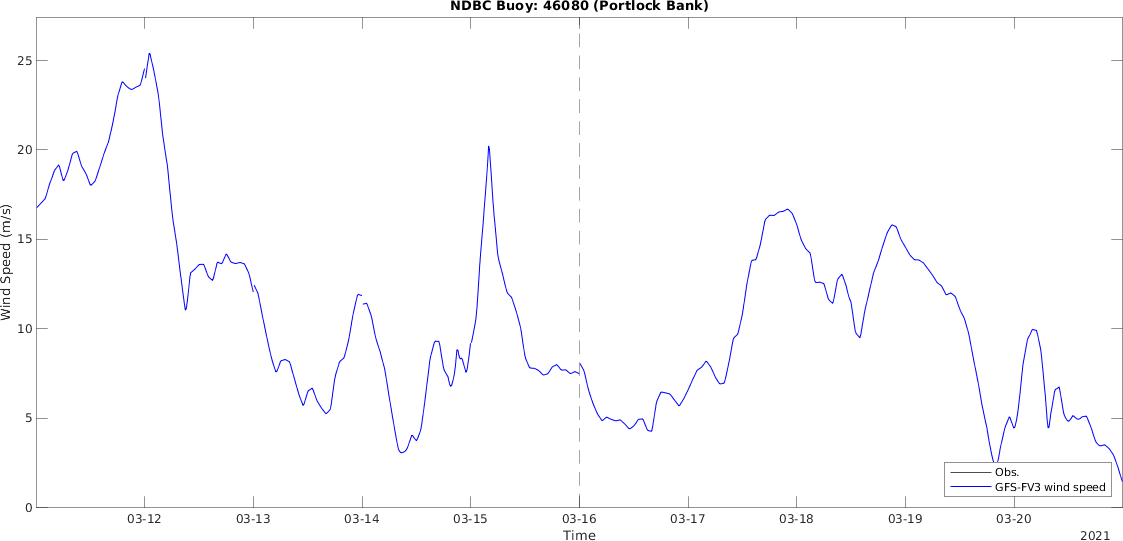 NDBC Buoy: 46080 (Portlock Bank)
25
20
15
10
5
0
Wind Speed (m/s)
03-12 03-13 03-14 03-15 03-16 03-17 03-18 03-19 03-20
Time
2021
Obs.
GFS-FV3 wind speed